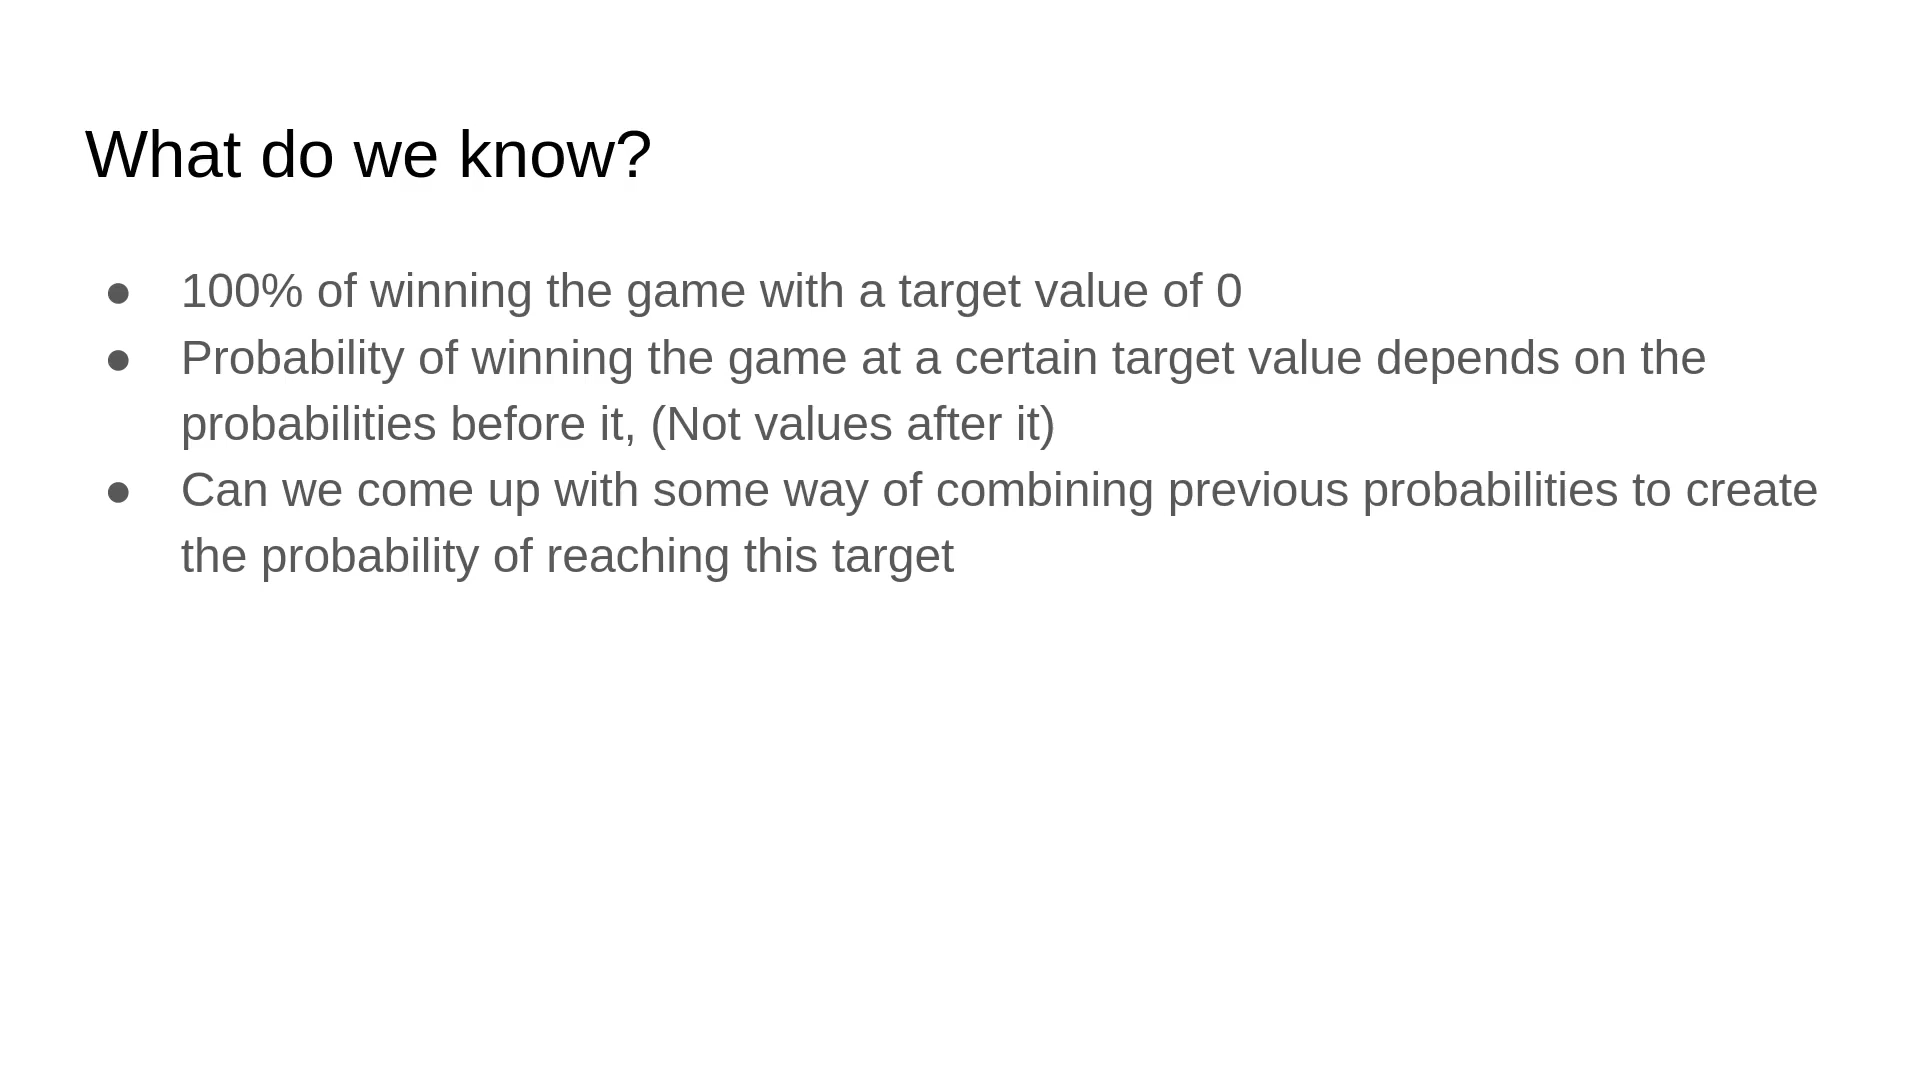 What do we know?
● 100% of winning the game with a target value of 0
● Probability of winning the game at a certain target value depends on the
probabilities before it, (Not values after it)
● Can we come up with some way of combining previous probabilities to create
the probability of reaching this target